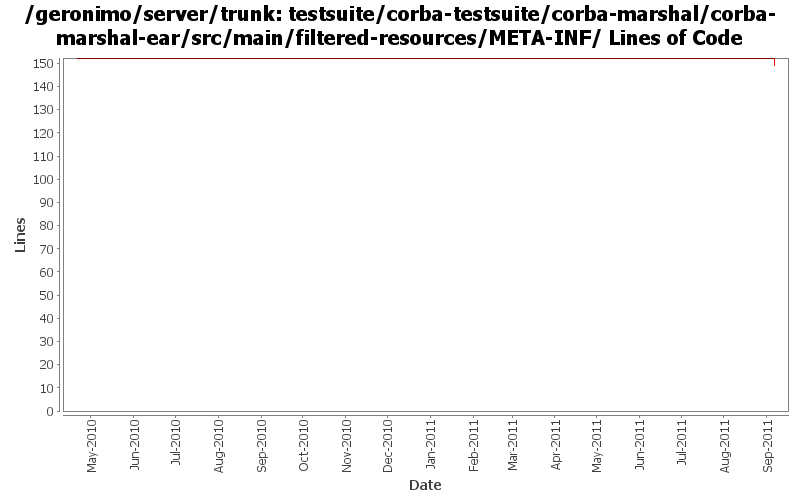 /geronimo/server/trunk: testsuite/corba-testsuite/corba-marshal/corba-
marshal-ear/src/main/filtered-resources/META-INF/ Lines of Code
150
140
130
120
110
100
90
80
70
60
50
40
30
20
10
0
Lines
May-2010
Jun-2010
Jul-2010
Aug-2010
Sep-2010
Oct-2010
Nov-2010
Dec-2010
Jan-2011
Feb-2011
Mar-2011
Apr-2011
May-2011
Jun-2011
Jul-2011
Aug-2011
Sep-2011
Date